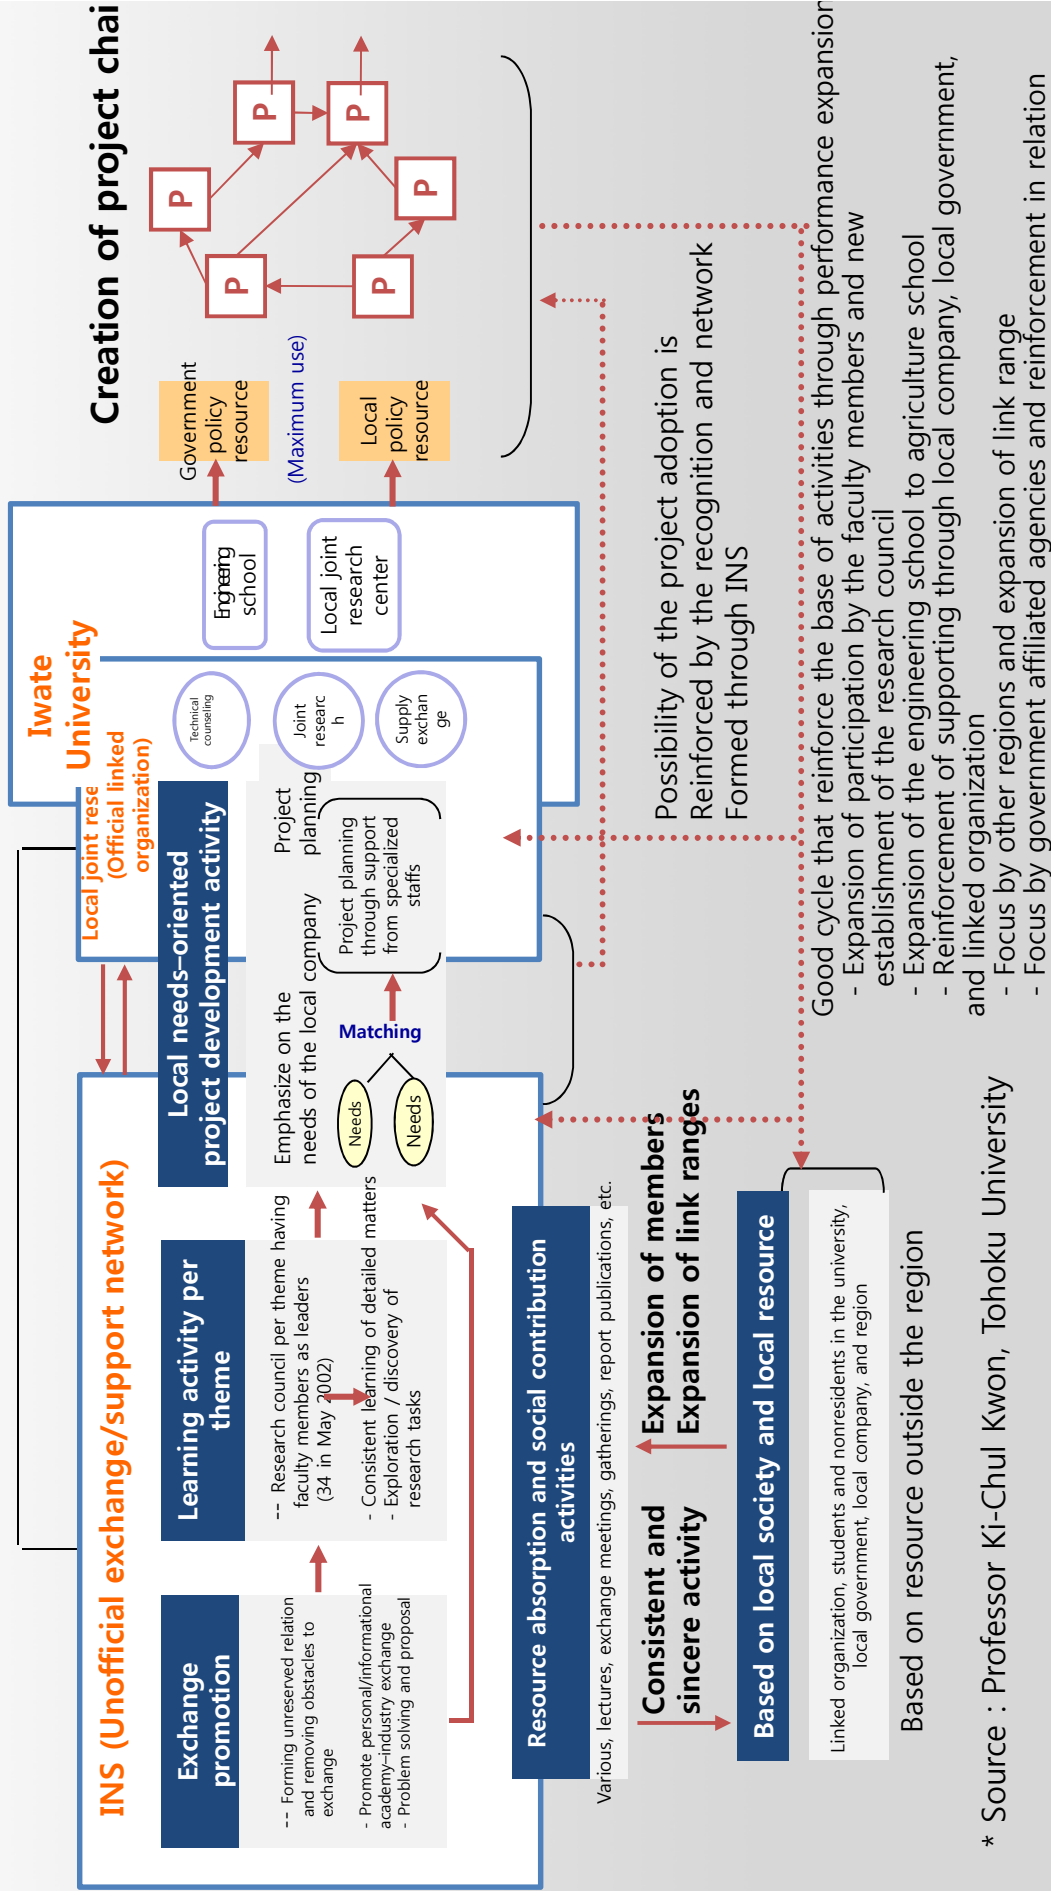 INS (Unofficial exchange/support network)
Exchange
promotion
-- Forming unreserved relation
and removing obstacles to
exchange
- Promote personal/informational
academy–industry exchange
- Problem solving and proposal
Learning activity per
theme
-- Research council per theme having
faculty members as leaders
(34 in May 2002)
- Consistent learning of detailed matters
- Exploration / discovery of
research tasks
Local needs–oriented
project development activity
Emphasize on the
needs of the local company
Needs
Needs
Matching
Project
planning
Project planning
through support
from specialized
staffs
Local joint rese
(Official linked
organization)
Iwate
University
Technical
counseling
Joint
researc
h
Supply
exchan
ge
Engineering
school
Local joint
research
center
Government
policy
resource
(Maximum use)
Local
policy
resource
Creation of project chai
P
P
P
P
P
P
Resource absorption and social contribution
activities
Various, lectures, exchange meetings, gatherings, report publications, etc.
Consistent and
sincere activity
Expansion of members
Expansion of link ranges
Based on local society and local resource
Linked organization, students and nonresidents in the university,
local government, local company, and region
Based on resource outside the region
Possibility of the project adoption is
Reinforced by the recognition and network
Formed through INS
Good cycle that reinforce the base of activities through performance expansion
- Expansion of participation by the faculty members and new
establishment of the research council
- Expansion of the engineering school to agriculture school
- Reinforcement of supporting through local company, local government,
and linked organization
- Focus by other regions and expansion of link range
- Focus by government affiliated agencies and reinforcement in relation
* Source : Professor Ki-Chul Kwon, Tohoku University